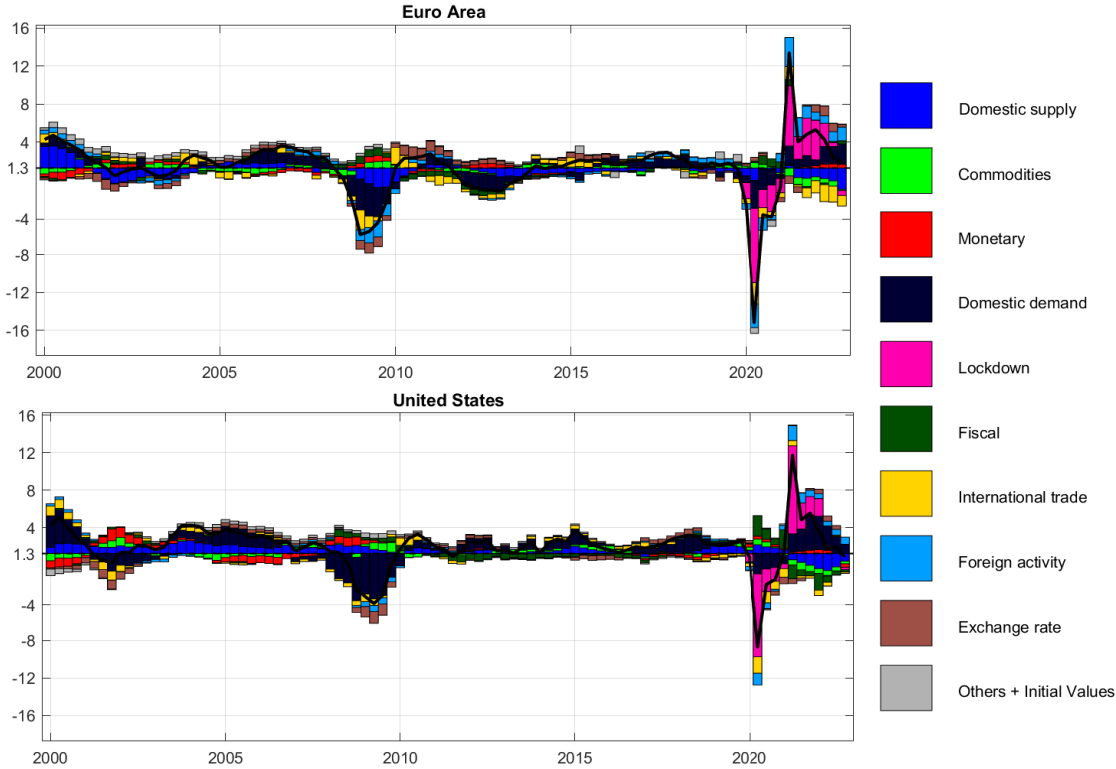 Euro Area
16
12
8
4
1.3
-4
-8
-12
-16
2000 2005 2010 2015 2020
United States
16
12
8
4
1.3
-4
-8
-12
-16
2000 2005 2010 2015 2020
Domestic supply
Commodities
Monetary
Domestic demand
Lockdown
Fiscal
International trade
Foreign activity
Exchange rate
Others + Initial Values